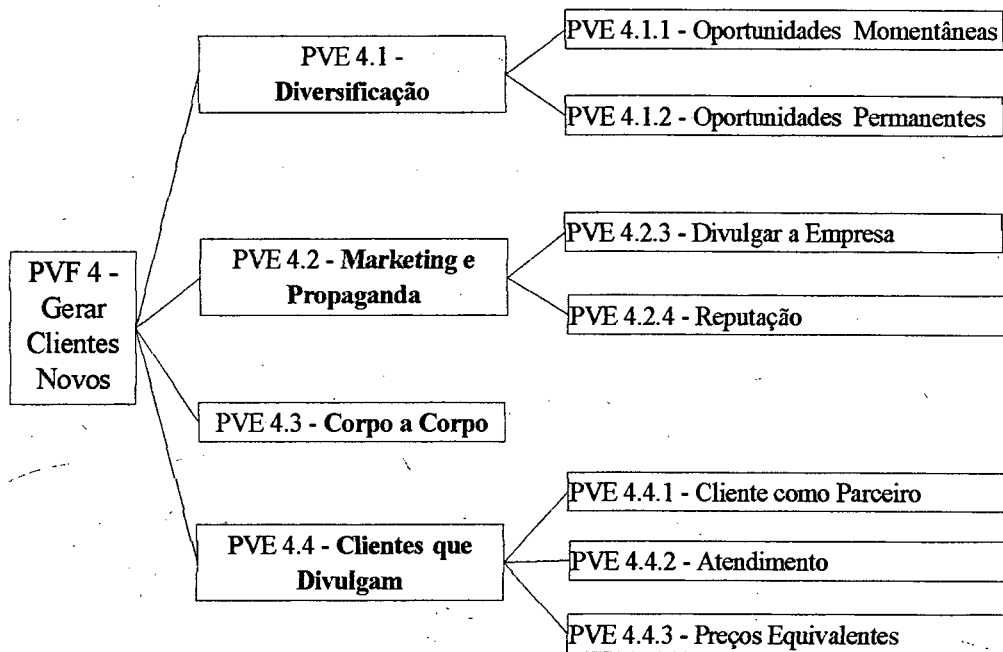 PVF 4 -
Gerar
Clientes
Novos
PVE 4.1 -
Diversificação
PVE 4.1.1 - Oportunidades Momentâneas
PVE 4.1.2 - Oportunidades Permanentes
PVE 4.2 - Marketing e
Propaganda
PVE 4.2.3 - Divulgar a Empresa
PVE 4.2.4 - Reputação
PVE 4.3 - Corpo a Corpo
PVE 4.4 - Clientes que
Divulgam
PVE 4.4.1 - Cliente como Parceiro
PVE 4.4.2 - Atendimento
PVE 4.4.3 - Preços Equivalentes